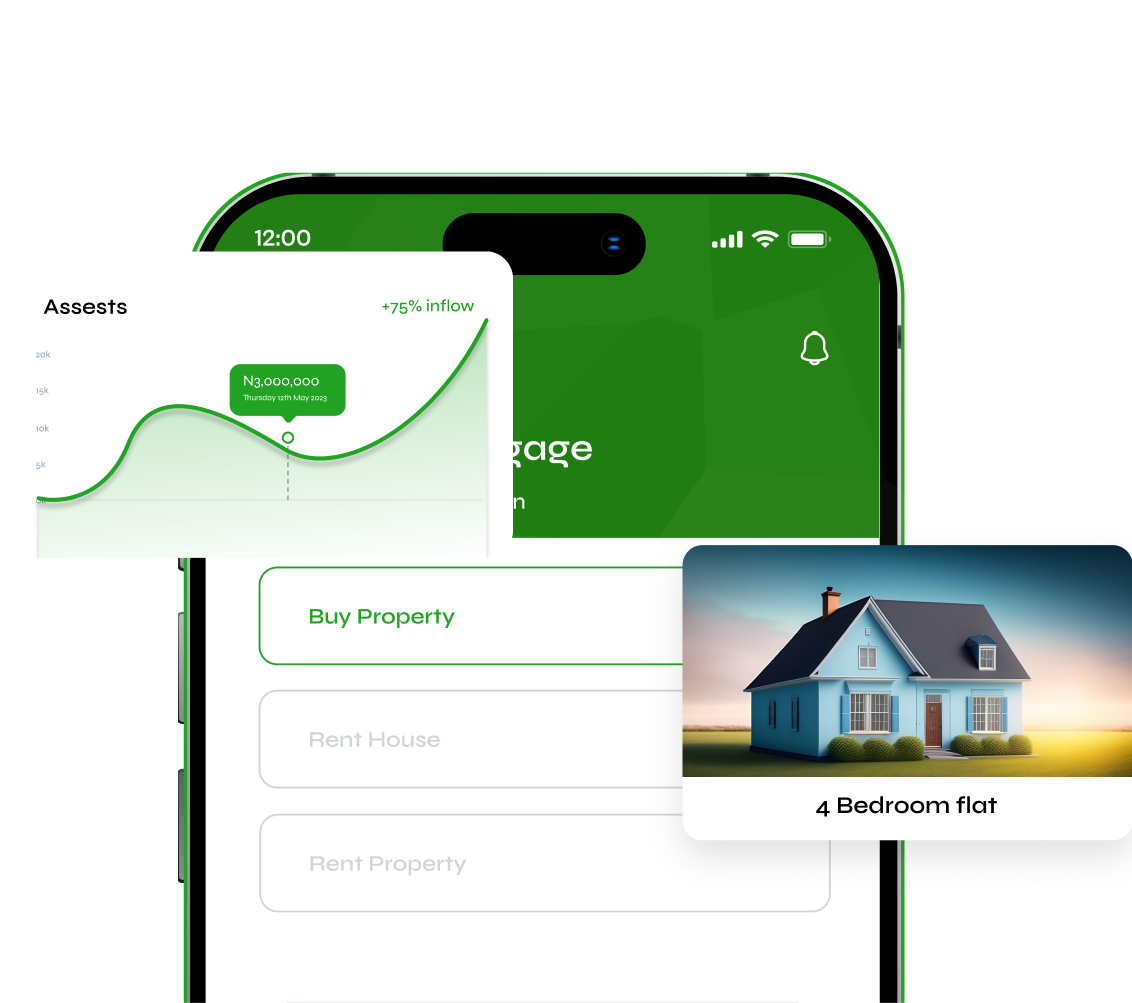 12:00
Assests
+75% inflow
20k
15k
10k
5k
N3,000,000
Thursday 12th May 2023
gage
n
Buy Property
Rent House
Rent Property
4 Bedroom flat